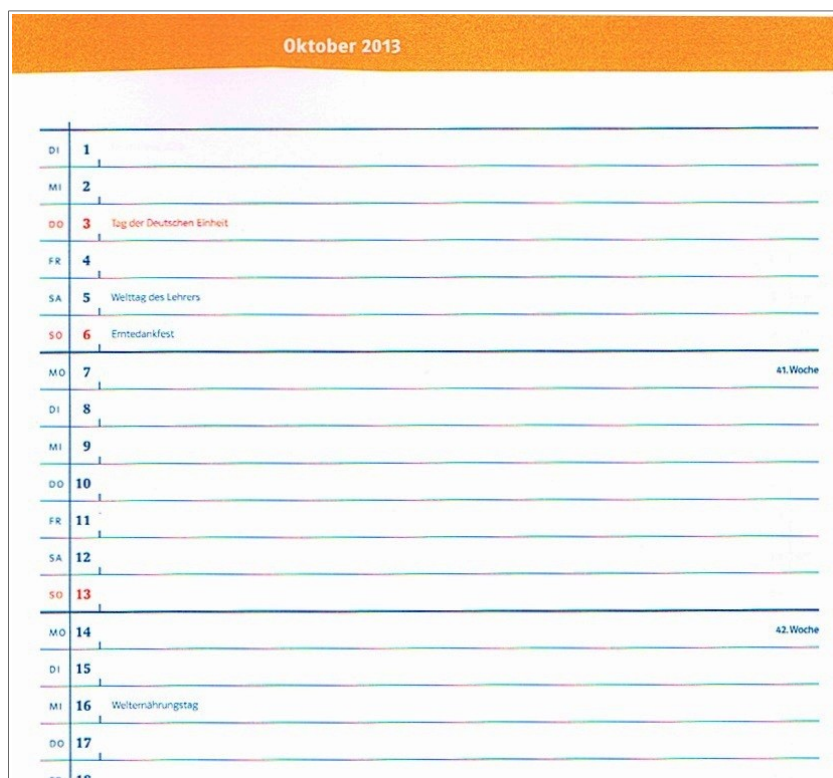 Oktober 2013
DI 1
MI 2
DO 3 Tag der Deutschen Einheit
FR 4
SA 5 Welttag des Lehrers
SO 6 Erntedankfest
MO 7 41. Woche
DI 8
MI 9
DO 10
FR 11
SA 12
SO 13
MO 14 42. Woche
DI 15
MI 16 Welternährungstag
DO 17